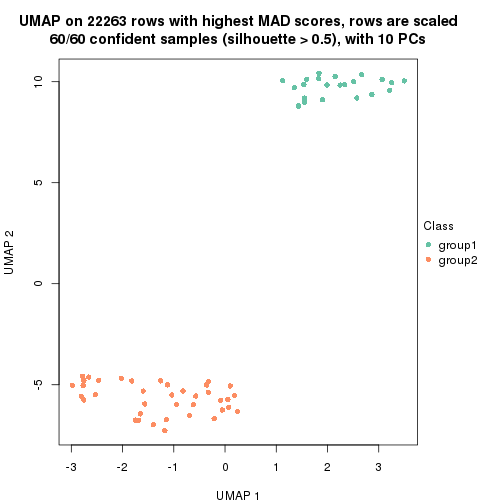 UMAP on 22263 rows with highest MAD scores, rows are scaled
60/60 confident samples (silhouette > 0.5), with 10 PCs
10
5
0
-5
UMAP 2
Class
group1
group2
-3
-2
-1
0
1
2
3
UMAP 1